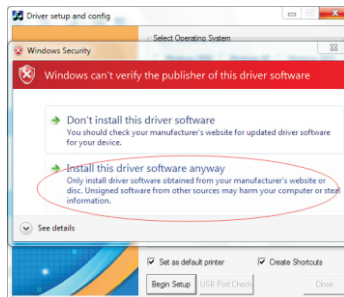 Driver setup and config
Select Operating System
Windows Security
Windows can't verify the publisher of this driver software
Don't install this driver software
You should check your manufacturer's website for updated driver software
for your device.
Install this driver software anyway
Only install driver software obtained from your manufacturer's website or
disc. Unsigned software from other sources may harm your computer or steal
information.
See details
Set as default printer
Create Shortcuts
Begin Setup
USB Port Check
Close